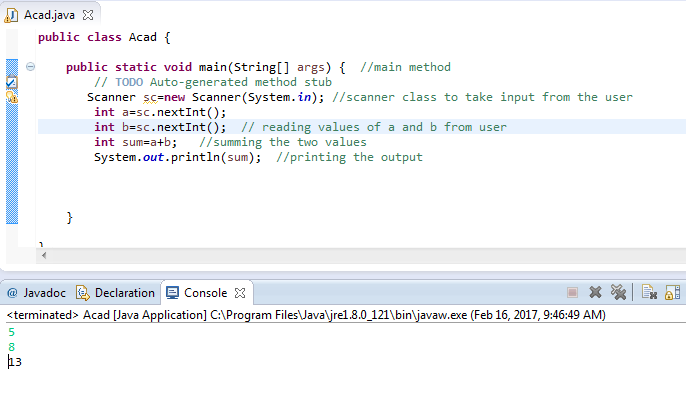 Acad.java
public class Acad {
public static void main(String[] args) {  //main method
// TODO Auto-generated method stub
Scanner sc=new Scanner(System.in); //scanner class to take input from the user
int a=sc.nextInt();
int b=sc.nextInt();  // reading values of a and b from user
int sum=a+b;   //summing the two values
System.out.println(sum);  //printing the output
}
}
@ Javadoc Declaration Console
<terminated> Acad [Java Application] C:\Program Files\Java\jre1.8.0_121\bin\javaw.exe (Feb 16, 2017, 9:46:49 AM)
5
8
13